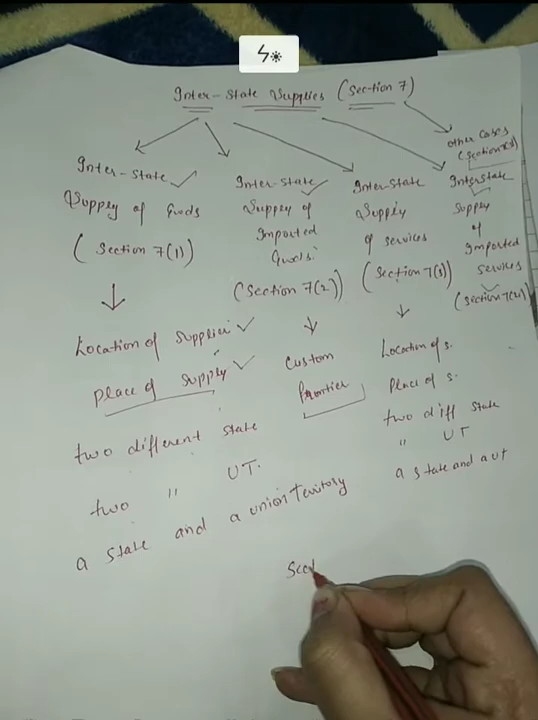 Inter-State Supplies (Section 7)
Inter-State
Supply of Goods
(Section 7(1))
Location of supplier
Place of supply
two different state
two " UT.
a state and a union Territory
Inter-State
Supply of
Imported
Goods.
(Section 7(2))
Custom
Frontier
Inter-State
Supply
of services
(Section 7(3))
Location of s.
Place of s.
two diff state
" UT
a state and a UT
other cases
Interstate
Supply
of
Imported
services
(Section 7(4))